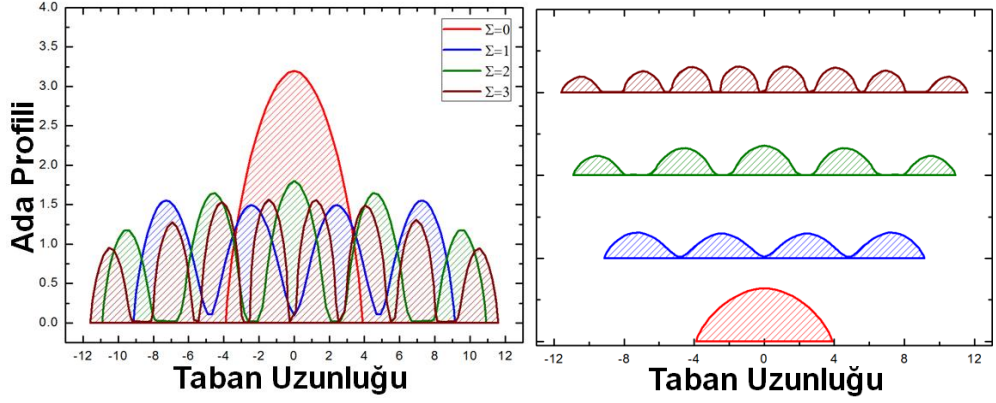 4.0
3.5
3.0
2.5
2.0
1.5
1.0
0.5
0.0
Ada Profili
Σ=0
Σ=1
Σ=2
Σ=3
-12 -10 -8 -6 -4 -2 0 2 4 6 8 10 12
Taban Uzunluğu
-12 -8 -4 0 4 8 12
Taban Uzunluğu